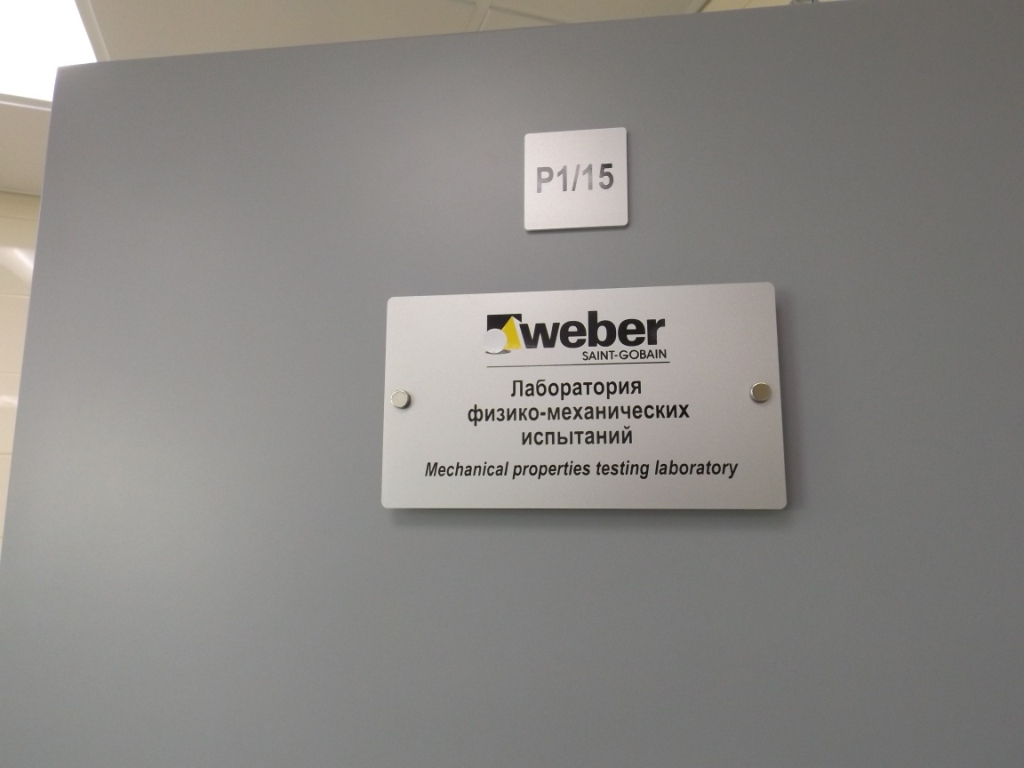 P1/15
weber
SAINT-GOBAIN
Лаборатория
физико-механических
испытаний
Mechanical properties testing laboratory